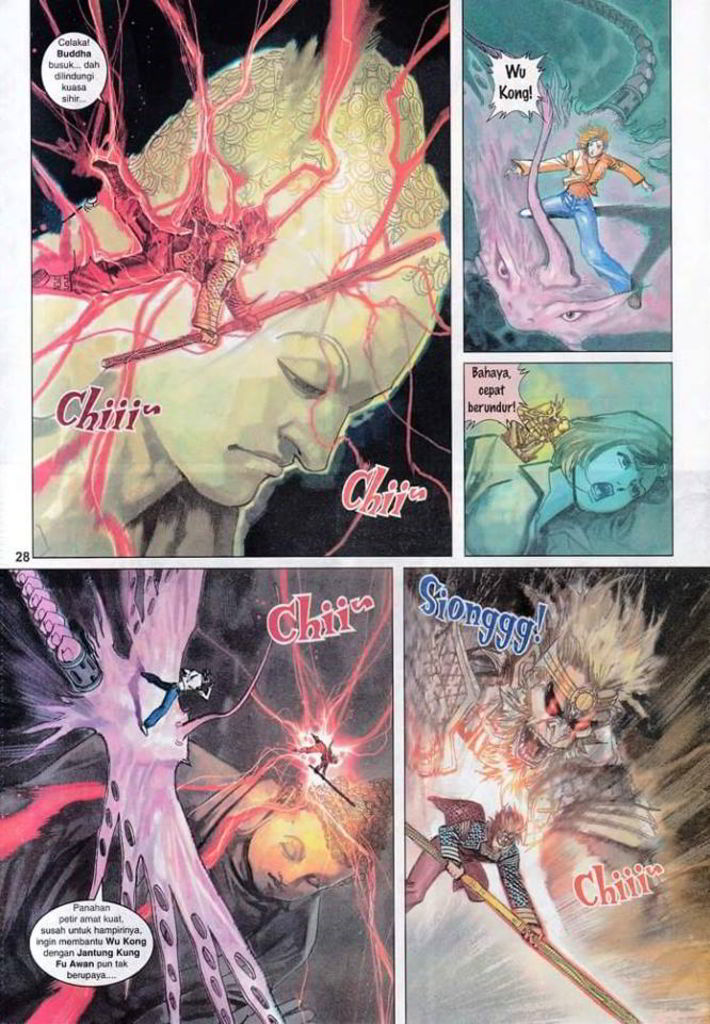 Celaka!
Buddha
busuk... dah
dilindungi
kuasa
sihir...
Chiii~
Chii~
Wu
Kong!
Bahaya,
cepat
berundur!
28
Chii~
Panahan
petir amat kuat,
susah untuk hampirinya,
ingin membantu Wu Kong
dengan Jantung Kung
Fu Awan pun tak
berupaya....
Sionggg!
Chiii~